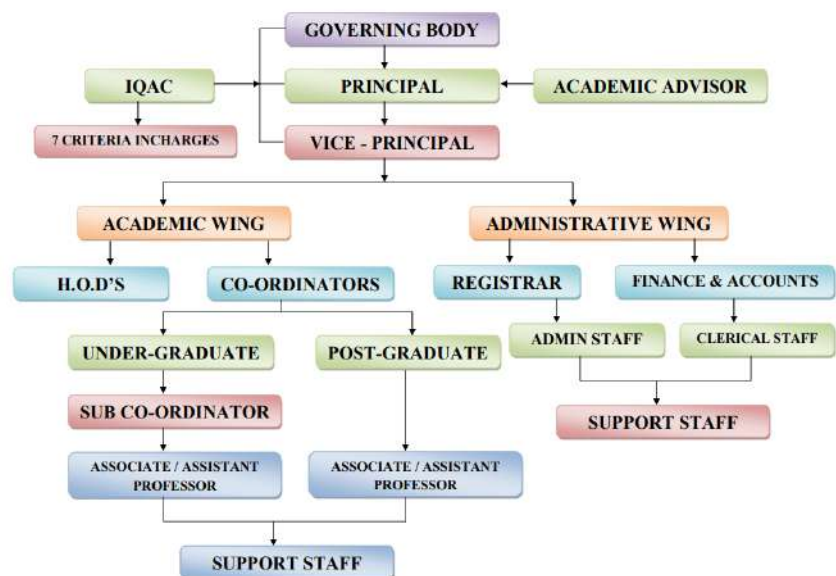 GOVERNING BODY
IQAC
PRINCIPAL
ACADEMIC ADVISOR
7 CRITERIA INCHARGES
VICE - PRINCIPAL
ACADEMIC WING
ADMINISTRATIVE WING
H.O.D'S
CO-ORDINATORS
REGISTRAR
FINANCE & ACCOUNTS
UNDER-GRADUATE
POST-GRADUATE
ADMIN STAFF
CLERICAL STAFF
SUB CO-ORDINATOR
SUPPORT STAFF
ASSOCIATE / ASSISTANT
PROFESSOR
ASSOCIATE / ASSISTANT
PROFESSOR
SUPPORT STAFF